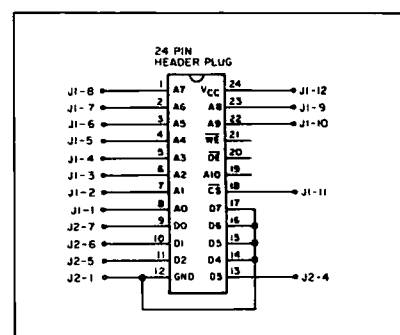 24 PIN
HEADER PLUG
J1-8 1 A7 VCC 24 J1-12
J1-7 2 A6 A8 23 J1-9
J1-6 3 A5 A9 22 J1-10
J1-5 4 A4 W̅E̅ 21
J1-4 5 A3 O̅E̅ 20
J1-3 6 A2 A10 19
J1-2 7 A1 C̅S̅ 18 J1-11
J1-1 8 A0 D7 17
J2-7 9 D0 D6 16
J2-6 10 D1 D5 15
J2-5 11 D2 D4 14
J2-1 12 GND D3 13 J2-4